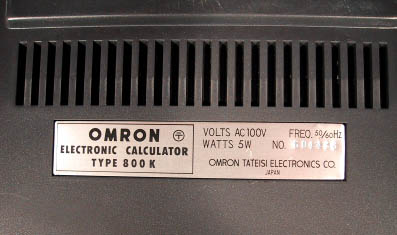 OMRON
ELECTRONIC CALCULATOR
TYPE 800K
VOLTS AC100V FREQ. 50/60Hz
WATTS 5W NO.
OMRON TATEISI ELECTRONICS CO.
JAPAN